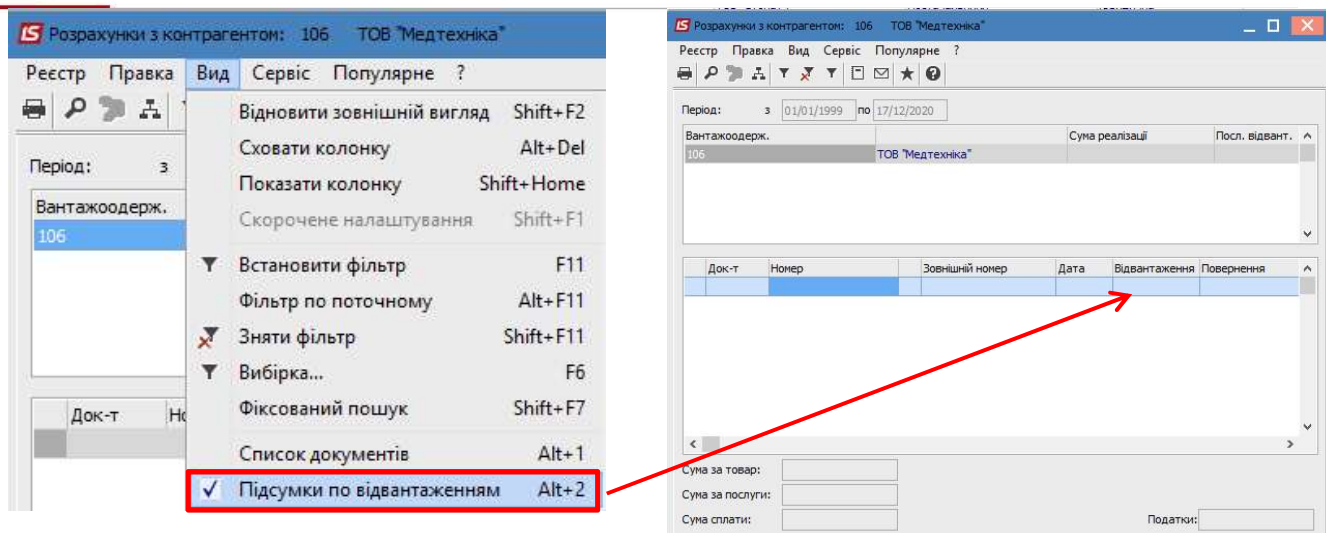 Розрахунки з контрагентом: 106 ТОВ "Медтехніка"
Реєстр Правка Вид Сервіс Популярне ?
Період: з
Вантажоодерж.
106
Док-т
Відновити зовнішній вигляд Shift+F2
Сховати колонку Alt+Del
Показати колонку Shift+Home
Скорочене налаштування Shift+F1
Встановити фільтр F11
Фільтр по поточному Alt+F11
Зняти фільтр Shift+F11
Вибірка... F6
Фіксований пошук Shift+F7
Список документів Alt+1
Підсумки по відвантаженням Alt+2
Розрахунки з контрагентом: 106 ТОВ "Медтехніка"
Реєстр Правка Вид Сервіс Популярне ?
Період: з 01/01/1999 по 17/12/2020
Вантажоодерж. Сума реалізації Посл. відвант.
106 ТОВ "Медтехніка"
Док-т Номер Зовнішній номер Дата Відвантаження Повернення
Сума за товар:
Сума за послуги:
Сума сплати: Податки: